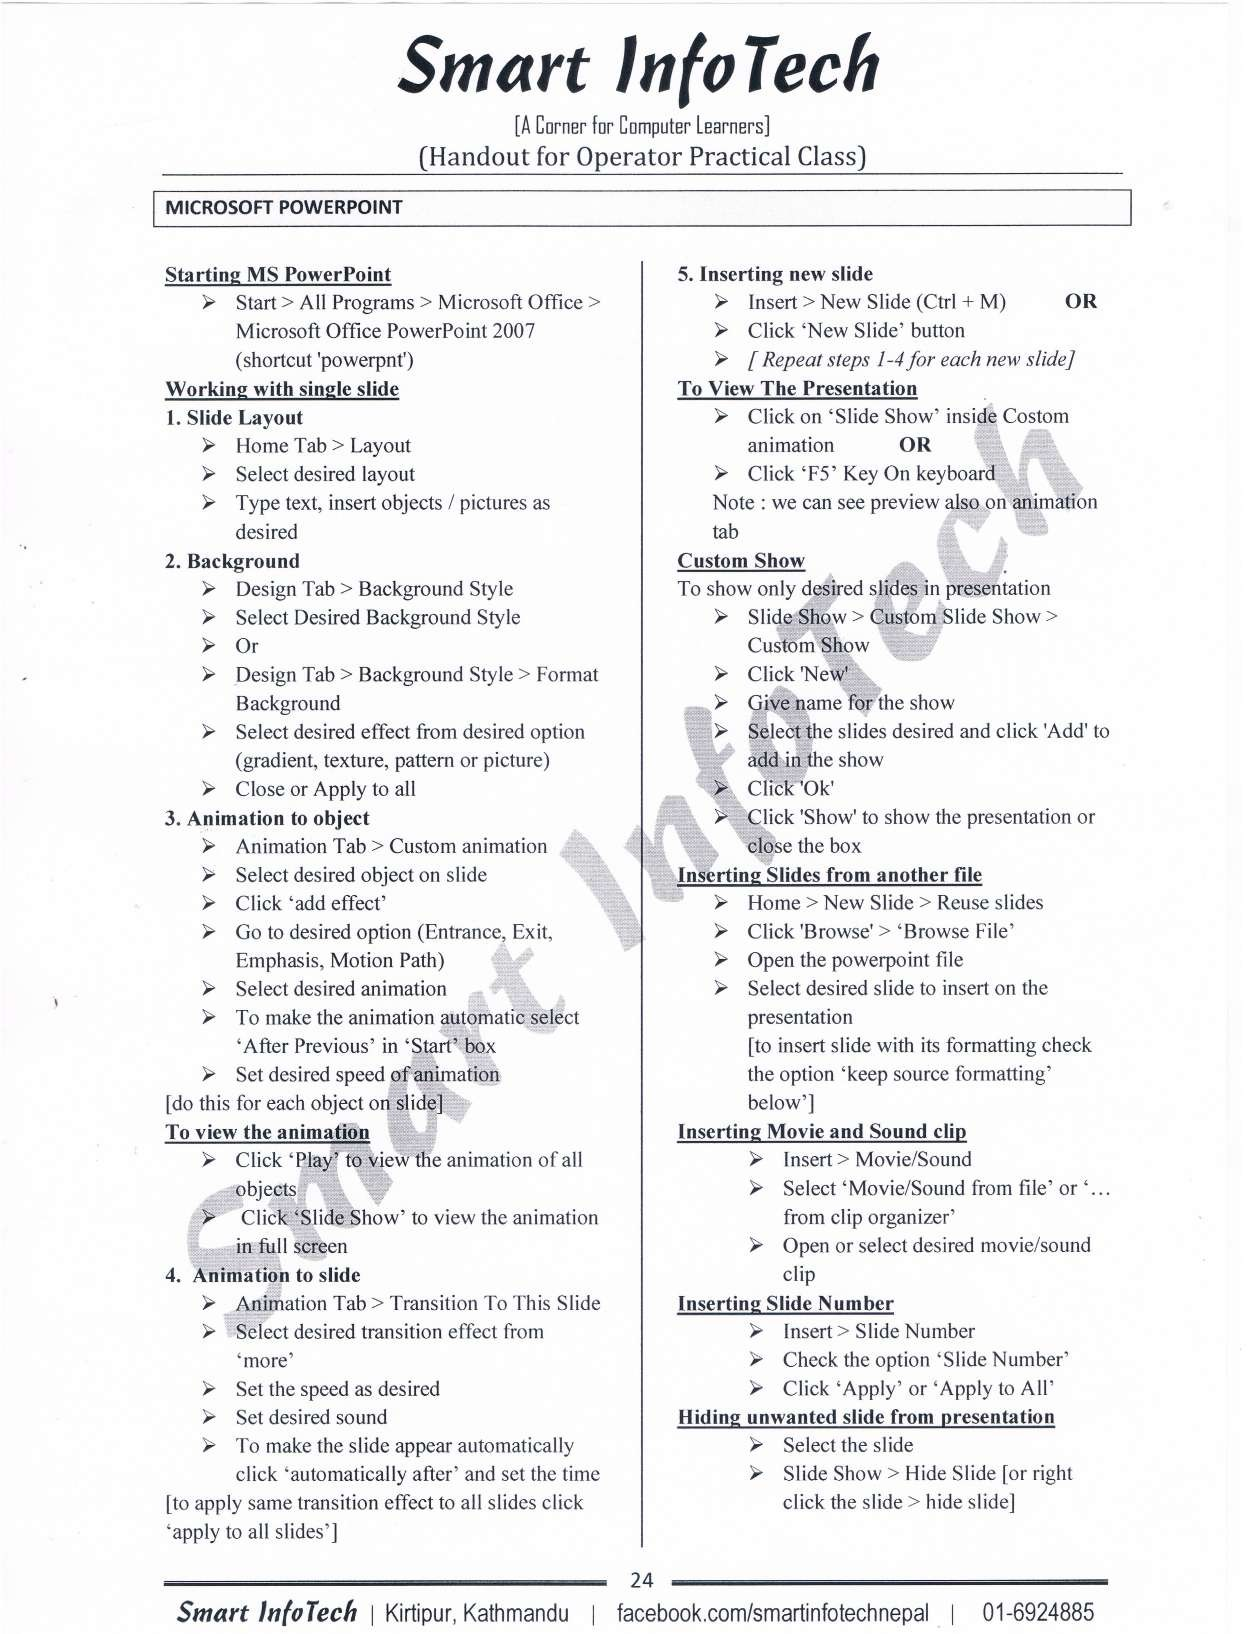 Smart InfoTech
[A Corner for Computer Learners]
(Handout for Operator Practical Class)
MICROSOFT POWERPOINT
Starting MS PowerPoint
➢ Start > All Programs > Microsoft Office >
Microsoft Office PowerPoint 2007
(shortcut 'powerpnt')
Working with single slide
1. Slide Layout
➢ Home Tab > Layout
➢ Select desired layout
➢ Type text, insert objects / pictures as
desired
2. Background
➢ Design Tab > Background Style
➢ Select Desired Background Style
➢ Or
➢ Design Tab > Background Style > Format
Background
➢ Select desired effect from desired option
(gradient, texture, pattern or picture)
➢ Close or Apply to all
3. Animation to object
➢ Animation Tab > Custom animation
➢ Select desired object on slide
➢ Click ‘add effect’
➢ Go to desired option (Entrance, Exit,
Emphasis, Motion Path)
➢ Select desired animation
➢ To make the animation automatic select
‘After Previous’ in ‘Start’ box
➢ Set desired speed of animation
[do this for each object on slide]
To view the animation
➢ Click ‘Play’ to view the animation of all
objects
➢ Click ‘Slide Show’ to view the animation
in full screen
4. Animation to slide
➢ Animation Tab > Transition To This Slide
➢ Select desired transition effect from
‘more’
➢ Set the speed as desired
➢ Set desired sound
➢ To make the slide appear automatically
click ‘automatically after’ and set the time
[to apply same transition effect to all slides click
‘apply to all slides’]
5. Inserting new slide
➢ Insert > New Slide (Ctrl + M) OR
➢ Click ‘New Slide’ button
➢ [ Repeat steps 1-4 for each new slide]
To View The Presentation
➢ Click on ‘Slide Show’ inside Costom
animation OR
➢ Click ‘F5’ Key On keyboard
Note : we can see preview also on animation
tab
Custom Show
To show only desired slides in presentation
➢ Slide Show > Custom Slide Show >
Custom Show
➢ Click 'New'
➢ Give name for the show
➢ Select the slides desired and click 'Add' to
add in the show
➢ Click 'Ok'
➢ Click 'Show' to show the presentation or
close the box
Inserting Slides from another file
➢ Home > New Slide > Reuse slides
➢ Click 'Browse' > ‘Browse File’
➢ Open the powerpoint file
➢ Select desired slide to insert on the
presentation
[to insert slide with its formatting check
the option ‘keep source formatting’
below’]
Inserting Movie and Sound clip
➢ Insert > Movie/Sound
➢ Select ‘Movie/Sound from file’ or ‘…
from clip organizer’
➢ Open or select desired movie/sound
clip
Inserting Slide Number
➢ Insert > Slide Number
➢ Check the option ‘Slide Number’
➢ Click ‘Apply’ or ‘Apply to All’
Hiding unwanted slide from presentation
➢ Select the slide
➢ Slide Show > Hide Slide [or right
click the slide > hide slide]
Smart InfoTech
24
Smart InfoTech | Kirtipur, Kathmandu | facebook.com/smartinfotechnepal | 01-6924885